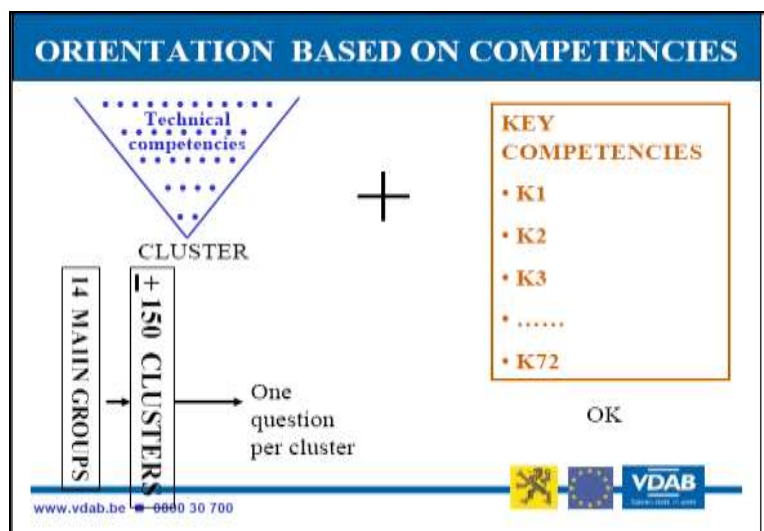 ORIENTATION BASED ON COMPETENCIES
Technical
competencies
CLUSTER
14 MAIIN GROUPS
+ 150 CLUSTERS
One
question
per cluster
+
KEY
COMPETENCIES
• K1
• K2
• K3
• ......
• K72
OK
www.vdab.be ☎ 0800 30 700
VDAB